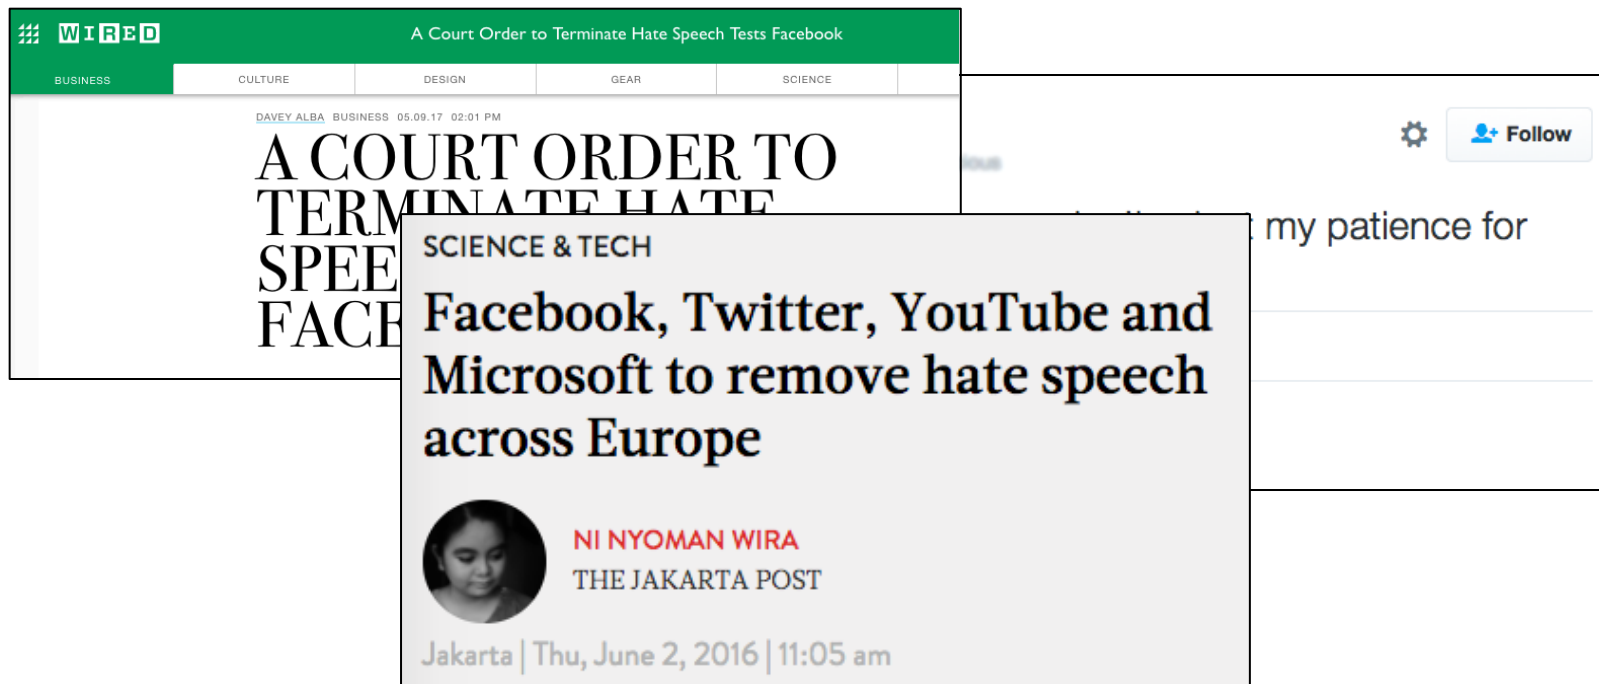 WIRED
A Court Order to Terminate Hate Speech Tests Facebook
BUSINESS
CULTURE
DESIGN
GEAR
SCIENCE
DAVEY ALBA BUSINESS 05.09.17 02:01 PM
A COURT ORDER TO
TERMINATE HATE
SPEE
FACE
Follow
my patience for
SCIENCE & TECH
Facebook, Twitter, YouTube and
Microsoft to remove hate speech
across Europe
NI NYOMAN WIRA
THE JAKARTA POST
Jakarta | Thu, June 2, 2016 | 11:05 am